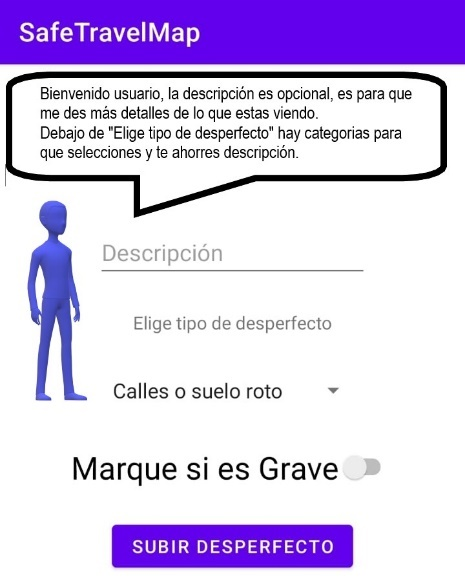 SafeTravelMap
Bienvenido usuario, la descripción es opcional, es para que
me des más detalles de lo que estas viendo.
Debajo de "Elige tipo de desperfecto" hay categorias para
que selecciones y te ahorres descripción.
Descripción
Elige tipo de desperfecto
Calles o suelo roto
Marque si es Grave
SUBIR DESPERFECTO